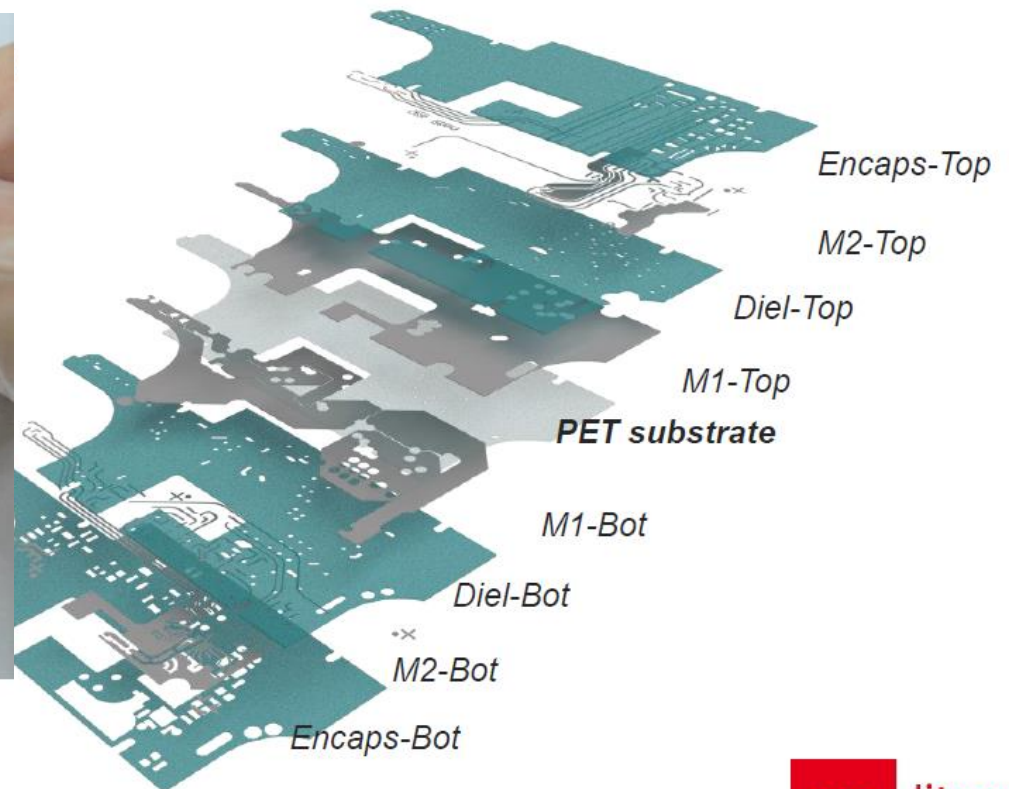 Encaps-Top
M2-Top
Diel-Top
M1-Top
PET substrate
M1-Bot
Diel-Bot
M2-Bot
Encaps-Bot